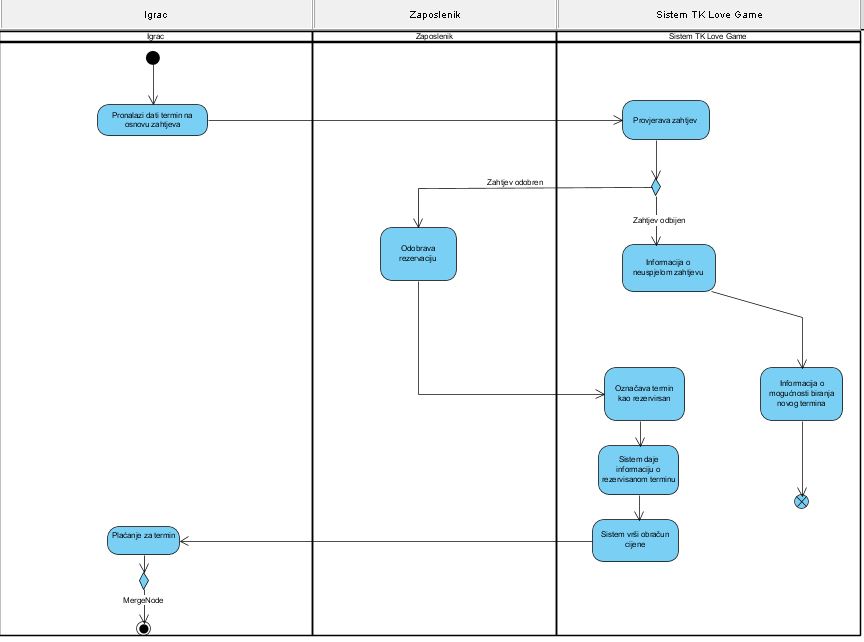 Igrac
Zaposlenik
Sistem TK Love Game
Igrac
Zaposlenik
Sistem TK Love Game
Pronalazi dati termin na
osnovu zahtjeva
Provjerava zahtjev
Zahtjev odobren
Zahtjev odbijen
Odobrava
rezervaciju
Informacija o
neuspjelom zahtjevu
Označava termin
kao rezervirsan
Informacija o
mogućnosti biranja
novog termina
Sistem daje
informaciju o
rezervisanom terminu
Plaćanje za termin
Sistem vrši obračun
cijene
MergeNode